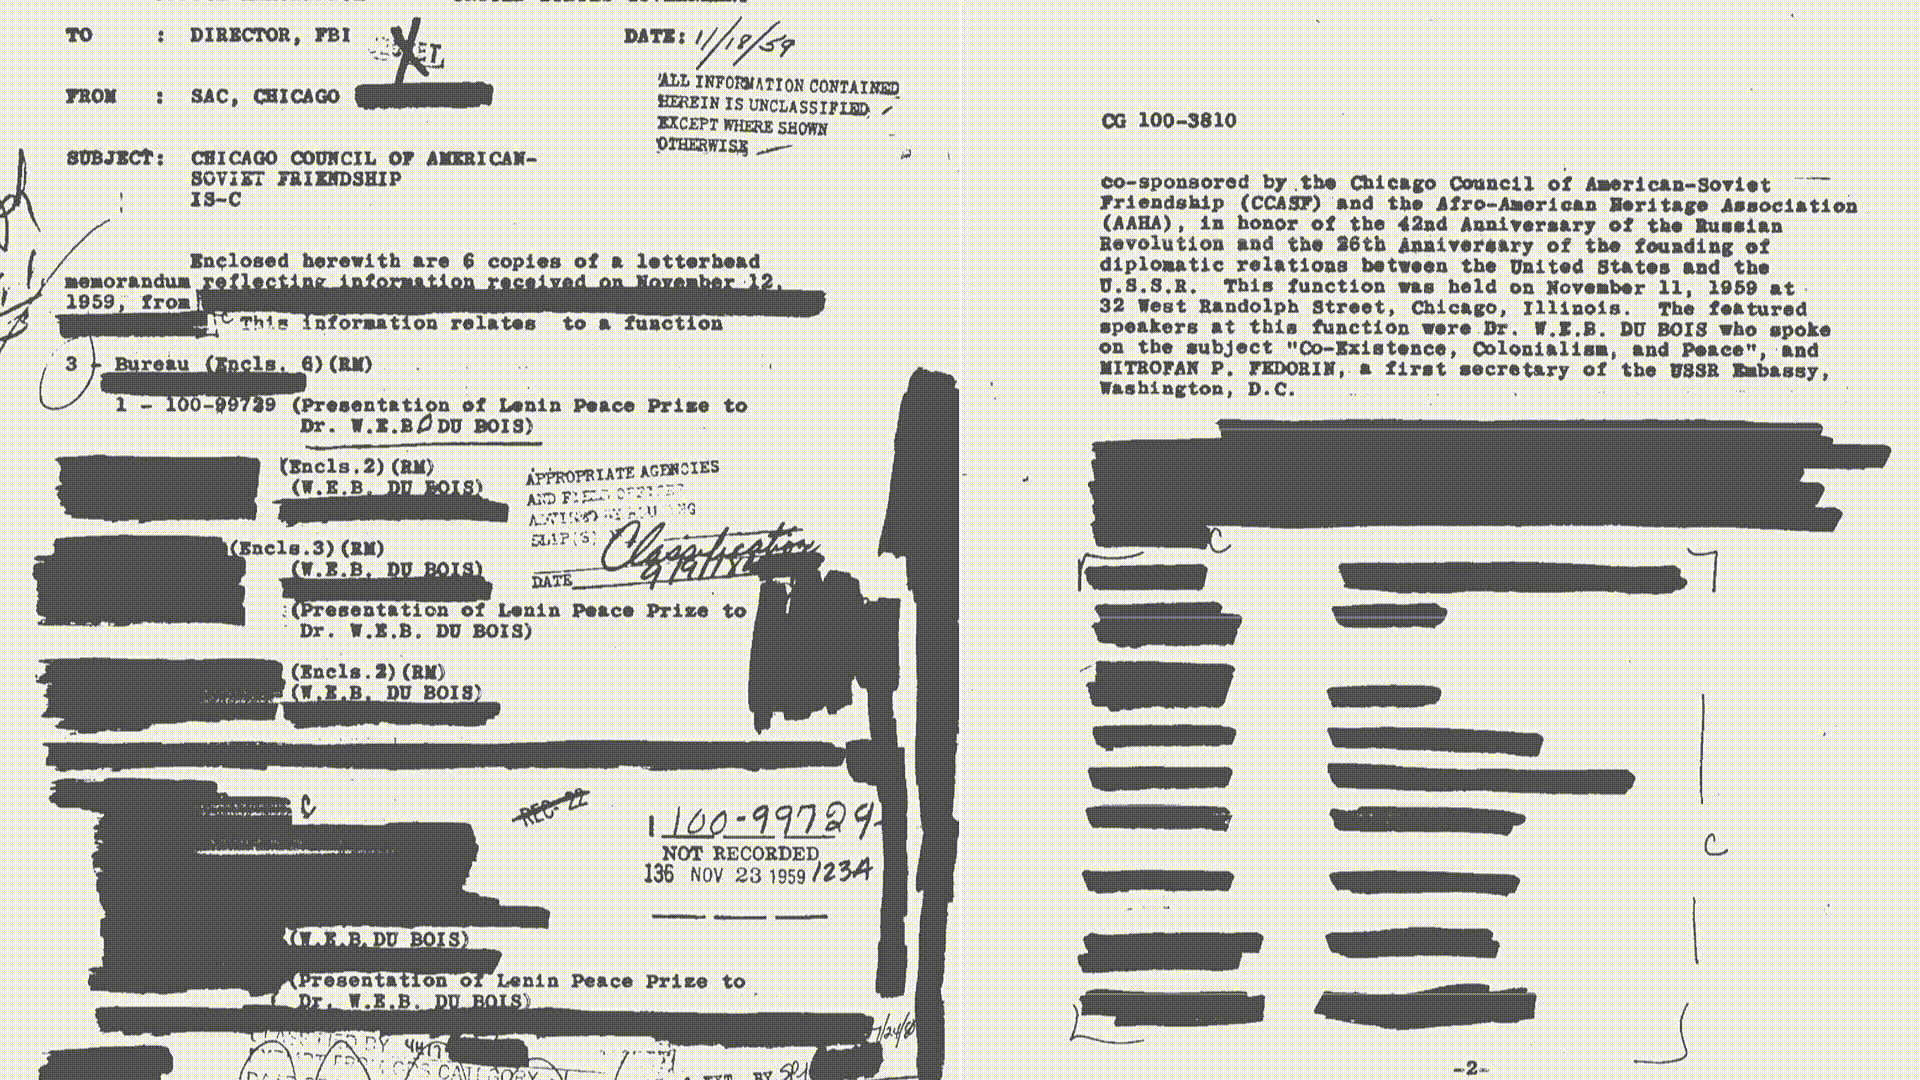 TO : DIRECTOR, FBI
DATE: 11/18/59
ALL INFORMATION CONTAINED
HEREIN IS UNCLASSIFIED
EXCEPT WHERE SHOWN
OTHERWISE
FROM : SAC, CHICAGO
SUBJECT: CHICAGO COUNCIL OF AMERICAN-
SOVIET FRIENDSHIP
IS-C
Enclosed herewith are 6 copies of a letterhead
memorandum reflecting information received on November 12,
1959, from
C This information relates to a function
3 - Bureau (Encls. 6)(RM)
1 - 100-99729 (Presentation of Lenin Peace Prize to
Dr. W.E.B. DU BOIS)
(Encls.2)(RM)
(W.E.B. DU BOIS)
APPROPRIATE AGENCIES
AND FIELD OFFICES
SLIP(S)
Classification
DATE
(Encls.3)(RM)
(W.E.B. DU BOIS)
(Presentation of Lenin Peace Prize to
Dr. W.E.B. DU BOIS)
(Encls.2)(RM)
(W.E.B. DU BOIS)
C
REC-22
100-99729-
NOT RECORDED
136 NOV 23 1959 123A
(W.E.B. DU BOIS)
(Presentation of Lenin Peace Prize to
Dr. W.E.B. DU BOIS)
7/24/80
BY 4417
CATEGORY
EXT. BY SP1
CG 100-3810
co-sponsored by the Chicago Council of American-Soviet
Friendship (CCASF) and the Afro-American Heritage Association
(AAHA), in honor of the 42nd Anniversary of the Russian
Revolution and the 26th Anniversary of the founding of
diplomatic relations between the United States and the
U.S.S.R. This function was held on November 11, 1959 at
32 West Randolph Street, Chicago, Illinois. The featured
speakers at this function were Dr. W.E.B. DU BOIS who spoke
on the subject "Co-Existence, Colonialism, and Peace", and
MITROFAN P. FEDORIN, a first secretary of the USSR Embassy,
Washington, D.C.
C
C
-2-